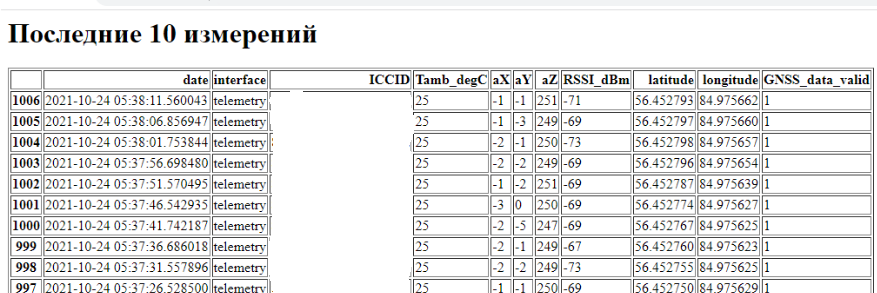 Последние 10 измерений
date interface ICCID Tamb_degC aX aY aZ RSSI_dBm latitude longitude GNSS_data_valid
1006 2021-10-24 05:38:11.560043 telemetry 25 -1 -1 251 -71 56.452793 84.975662 1
1005 2021-10-24 05:38:06.856947 telemetry 25 -1 -3 249 -69 56.452797 84.975660 1
1004 2021-10-24 05:38:01.753844 telemetry 25 -2 -1 250 -73 56.452798 84.975657 1
1003 2021-10-24 05:37:56.698480 telemetry 25 -2 -2 249 -69 56.452796 84.975654 1
1002 2021-10-24 05:37:51.570495 telemetry 25 -1 -2 251 -69 56.452787 84.975639 1
1001 2021-10-24 05:37:46.542935 telemetry 25 -3 0 250 -69 56.452774 84.975627 1
1000 2021-10-24 05:37:41.742187 telemetry 25 -2 -5 247 -69 56.452767 84.975625 1
999 2021-10-24 05:37:36.686018 telemetry 25 -2 -1 249 -67 56.452760 84.975623 1
998 2021-10-24 05:37:31.557896 telemetry 25 -2 -2 249 -73 56.452755 84.975625 1
997 2021-10-24 05:37:26.528500 telemetry 25 -1 -1 250 -69 56.452750 84.975629 1